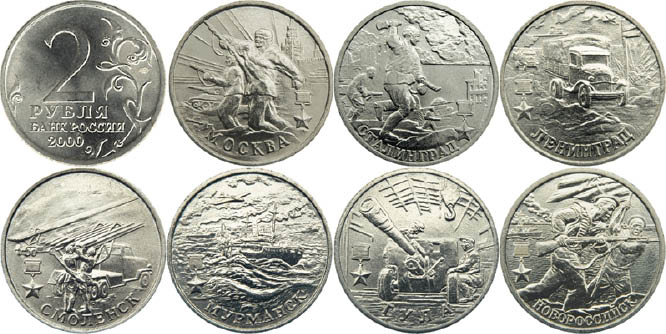 2
РУБЛЯ
БАНК РОССИИ
2000
МОСКВА
СТАЛИНГРАД
ЛЕНИНГРАД
СМОЛЕНСК
МУРМАНСК
ТУЛА
НОВОРОССИЙСК